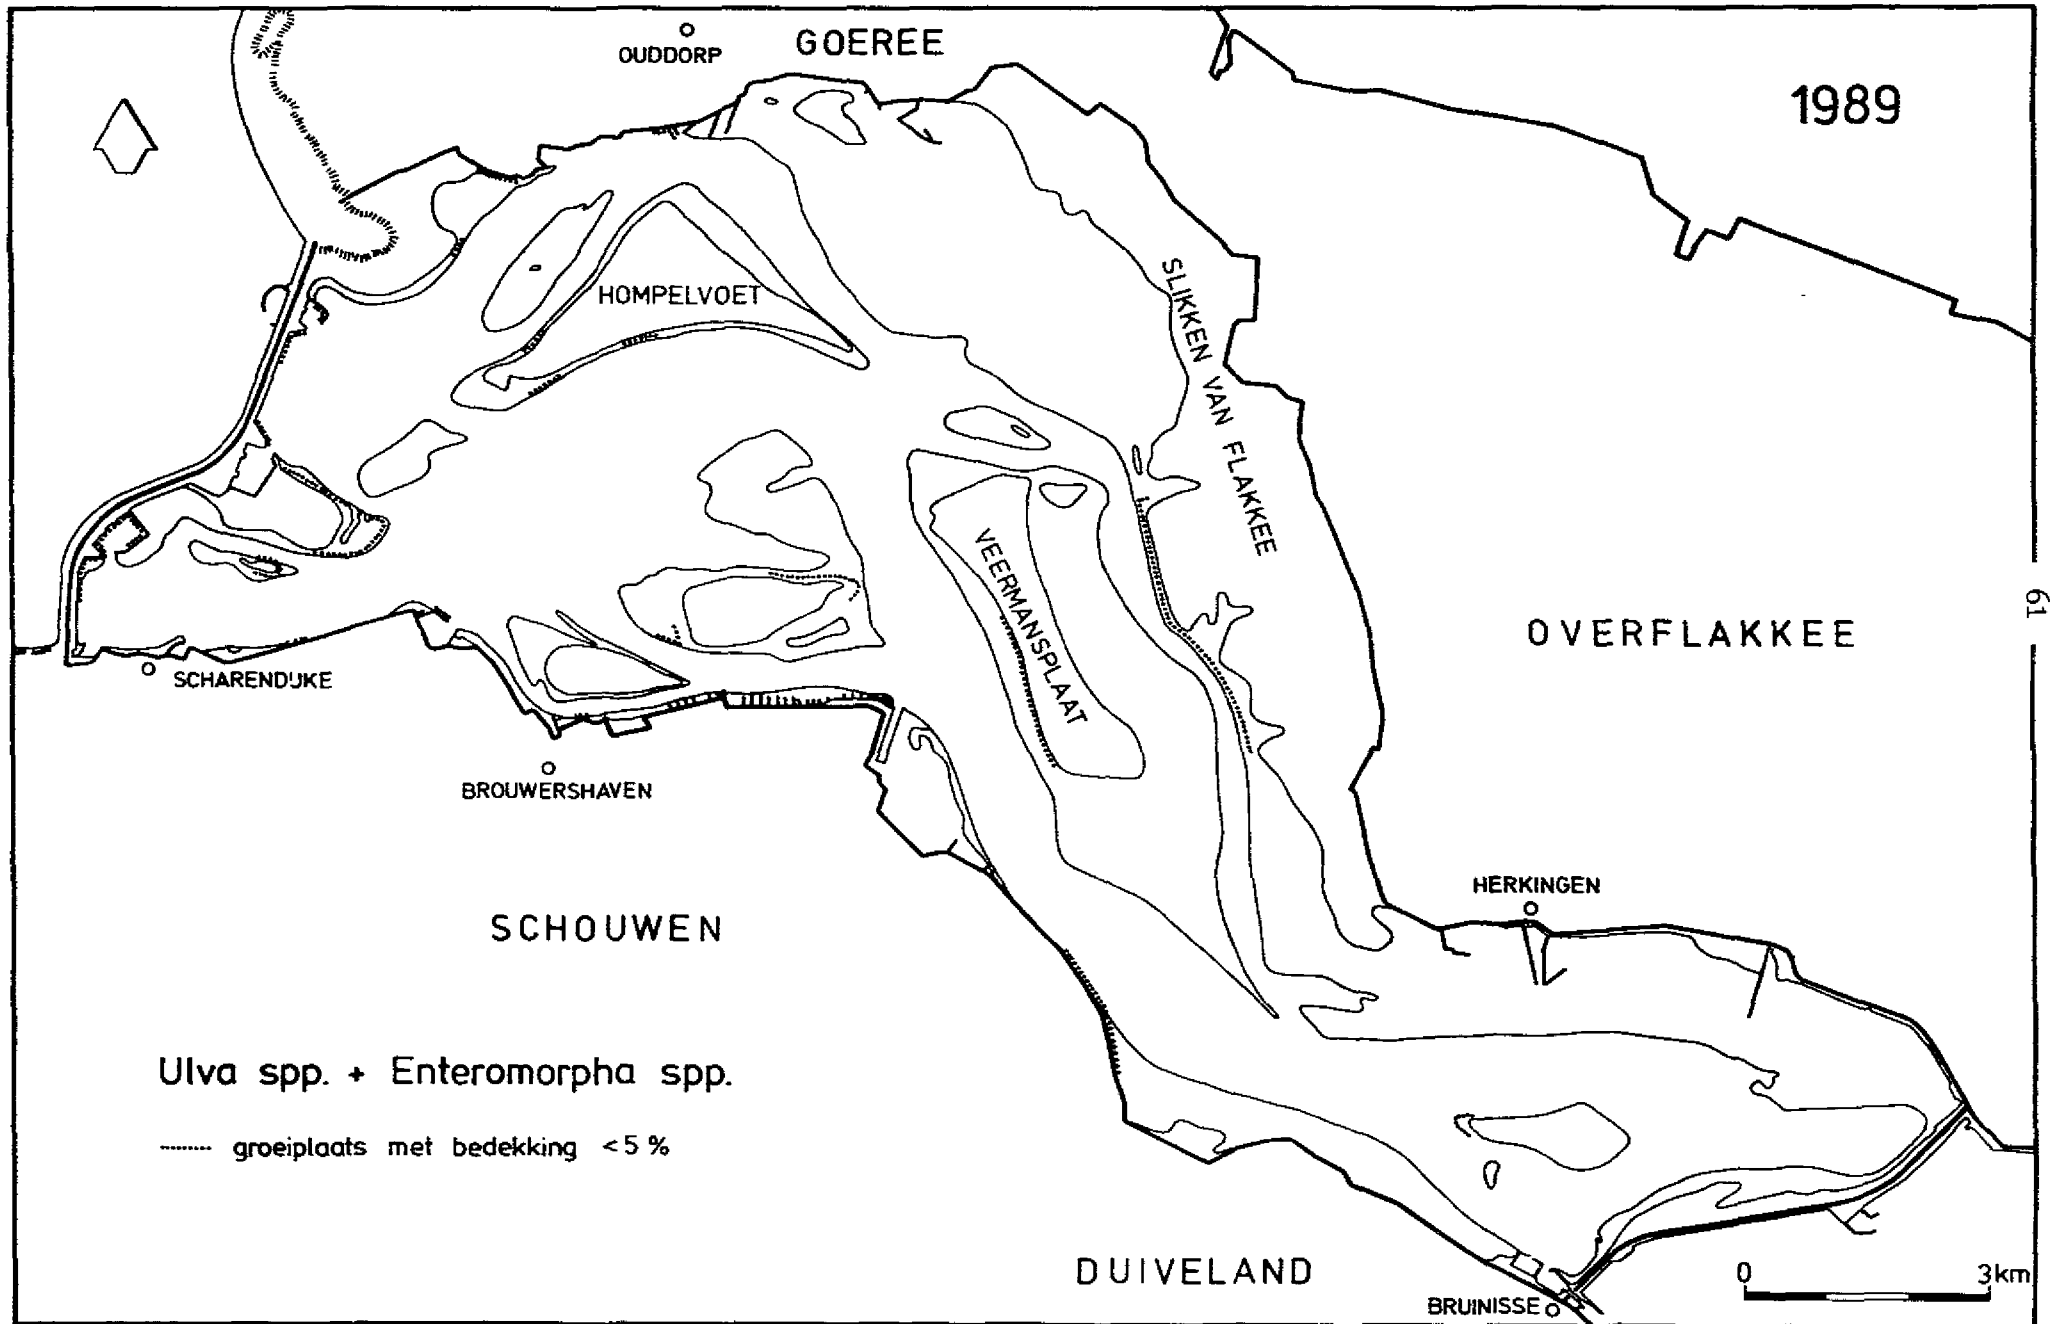 OUDDORP
GOEREE
1989
HOMPELVOET
SLIKKEN VAN FLAKKEE
VEERMANSPLAAT
OVERFLAKKEE
61
SCHARENDIJKE
BROUWERSHAVEN
SCHOUWEN
HERKINGEN
Ulva spp. + Enteromorpha spp.
groeiplaats met bedekking <5%
DUIVELAND
BRUINISSE
0 3km